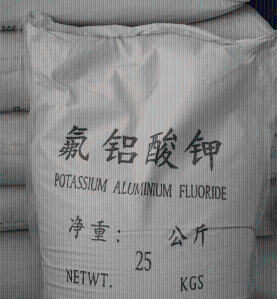 氟铝酸钾
POTASSIUM ALUMINIUM FLUORIDE
净重： 25 公斤
NETWT. KGS